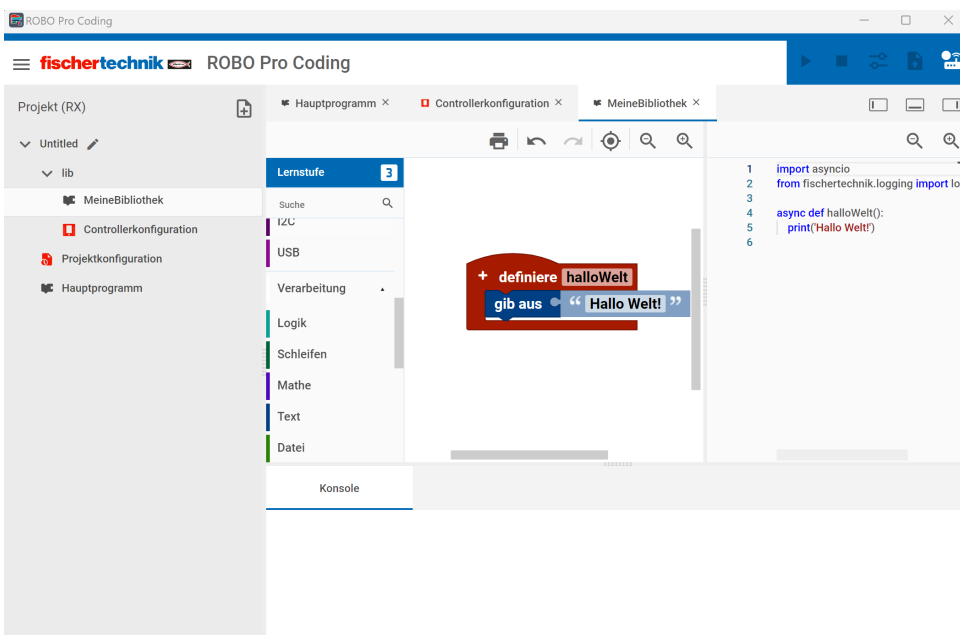 ROBO Pro Coding
fischertechnik ROBO Pro Coding
Projekt (RX)
Untitled
lib
MeineBibliothek
Controllerkonfiguration
Projektkonfiguration
Hauptprogramm
Hauptprogramm × Controllerkonfiguration × MeineBibliothek ×
Lernstufe 3
Suche
I2C
USB
Verarbeitung
Logik
Schleifen
Mathe
Text
Datei
+ definiere halloWelt
gib aus “ Hallo Welt! ”
1 import asyncio
2 from fischertechnik.logging import lo
3
4 async def halloWelt():
5 print('Hallo Welt!')
6
Konsole